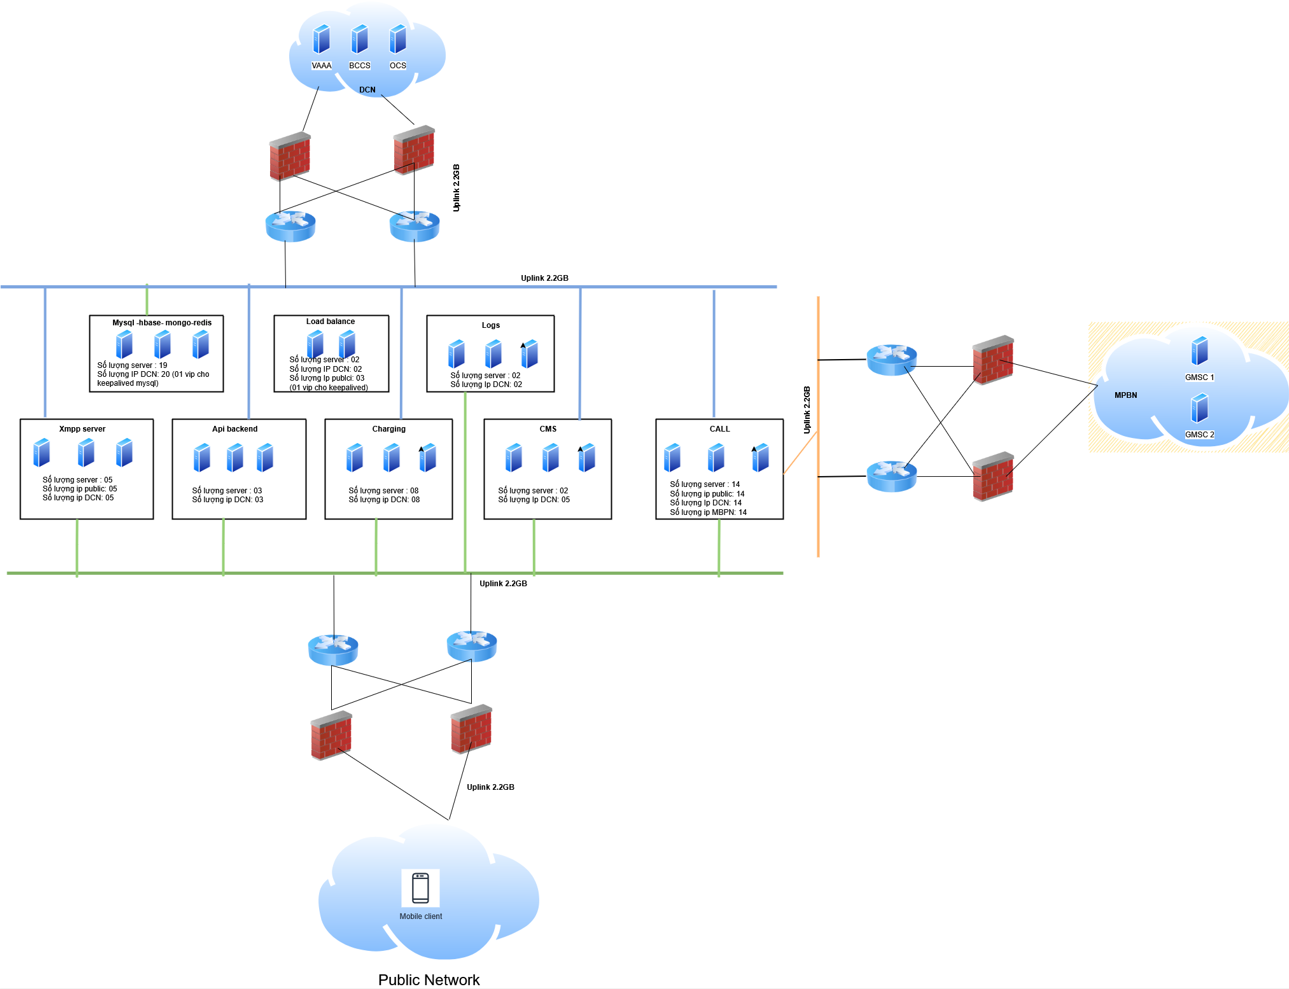 VAAA
BCCS
OCS
DCN
Uplink 2.2GB
Uplink 2.2GB
Mysql -hbase- mongo-redis
Số lượng server : 19
Số lượng IP DCN: 20 (01 vip cho
keepalived mysql)
Load balance
Số lượng server : 02
Số lượng IP DCN: 02
Số lượng Ip publci: 03
(01 vip cho keepalived)
Logs
Số lượng server : 02
Số lượng Ip DCN: 02
Xmpp server
Số lượng server : 05
Số lượng ip public: 05
Số lượng ip DCN: 05
Api backend
Số lượng server : 03
Số lượng ip DCN: 03
Charging
Số lượng server : 08
Số lượng ip DCN: 08
CMS
Số lượng server : 02
Số lượng Ip DCN: 05
CALL
Số lượng server : 14
Số lượng ip public: 14
Số lượng Ip DCN: 14
Số lượng ip MBPN: 14
Uplink 2.2GB
GMSC 1
MPBN
GMSC 2
Uplink 2.2GB
Uplink 2.2GB
Mobile client
Public Network